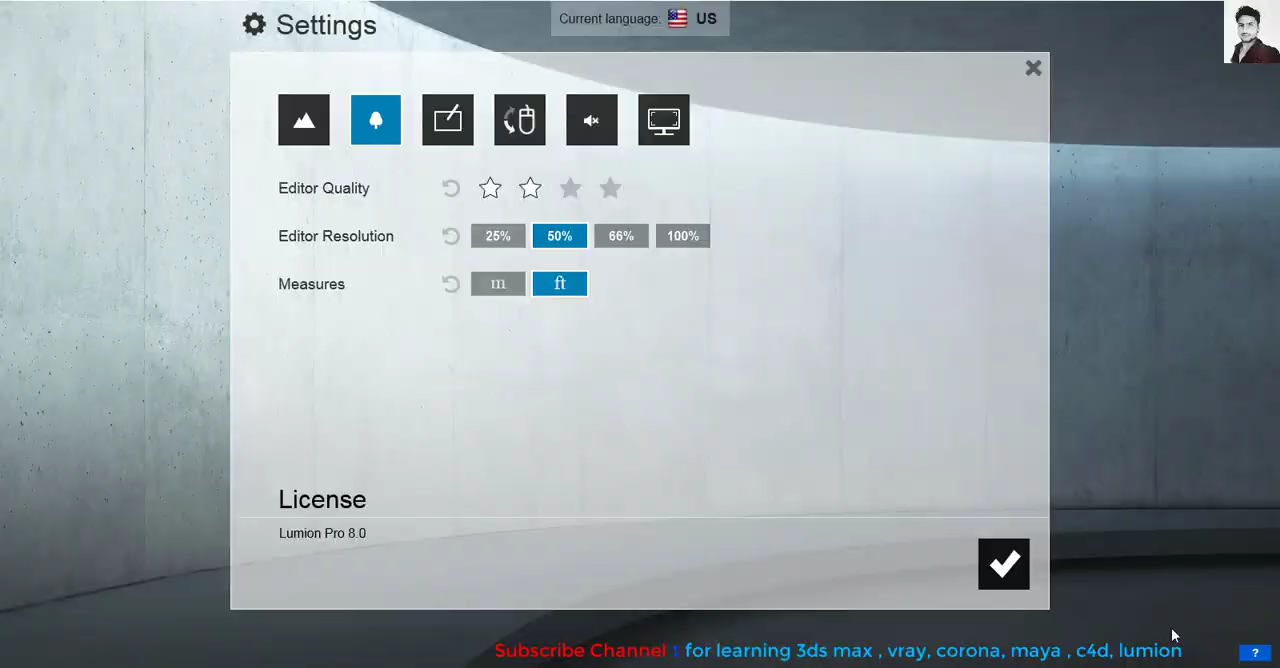 Settings
Current language: US
Editor Quality
Editor Resolution 25% 50% 66% 100%
Measures m ft
License
Lumion Pro 8.0
Subscribe Channel : for learning 3ds max , vray, corona, maya , c4d, lumion
?